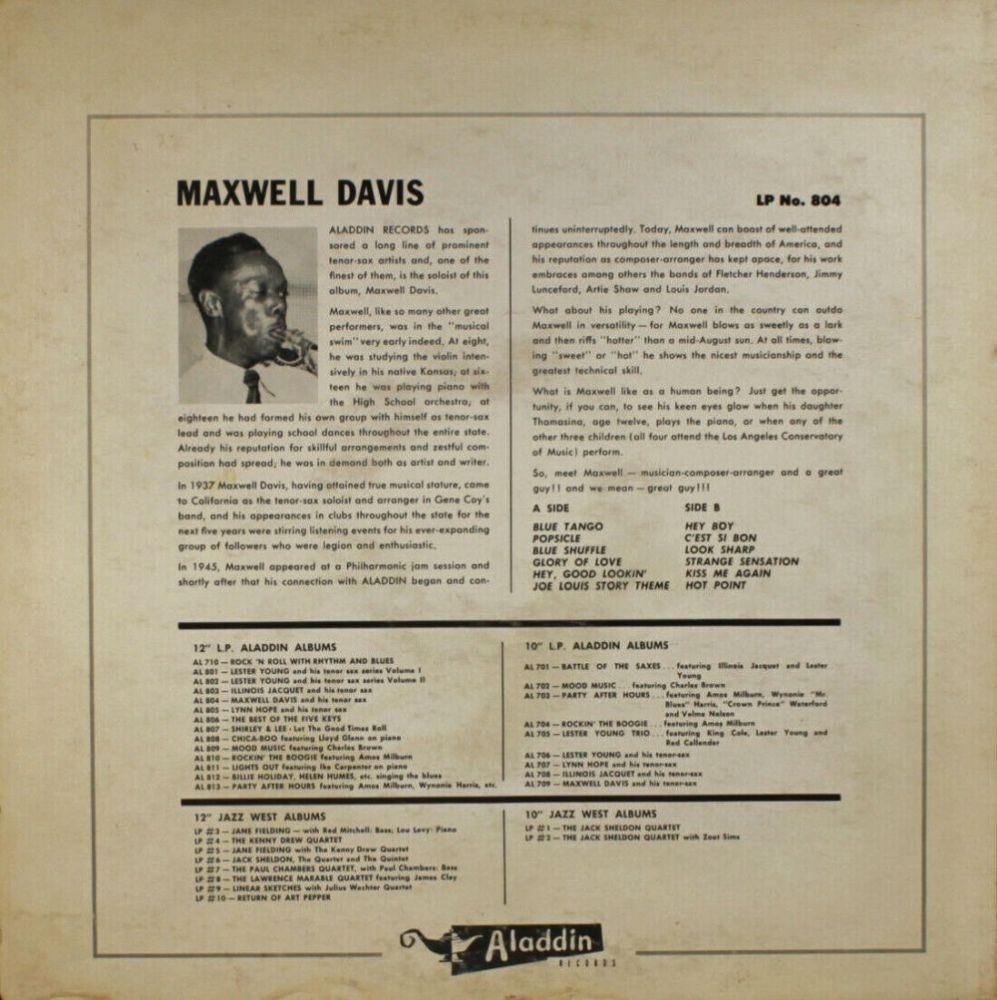 MAXWELL DAVIS
LP No. 804
ALADDIN RECORDS has spon-
sored a long line of prominent
tenor-sax artists and, one of the
finest of them, is the soloist of this
album, Maxwell Davis.
Maxwell, like so many other great
performers, was in the "musical
swim" very early indeed. At eight,
he was studying the violin inten-
sively in his native Kansas; at six-
teen he was playing piano with
the High School orchestra; at
eighteen he had formed his own group with himself as tenor-sax
lead and was playing school dances throughout the entire state.
Already his reputation for skillful arrangements and zestful com-
position had spread; he was in demand both as artist and writer.
In 1937 Maxwell Davis, having attained true musical stature, came
to California as the tenor-sax soloist and arranger in Gene Coy's
band, and his appearances in clubs throughout the state for the
next five years were stirring listening events for his ever-expanding
group of followers who were legion and enthusiastic.
In 1945, Maxwell appeared at a Philharmonic jam session and
shortly after that his connection with ALADDIN began and con-
tinues uninterruptedly. Today, Maxwell can boast of well-attended
appearances throughout the length and breadth of America, and
his reputation as composer-arranger has kept apace, for his work
embraces among others the bands of Fletcher Henderson, Jimmy
Lunceford, Artie Shaw and Louis Jordan.
What about his playing? No one in the country can outdo
Maxwell in versatility — for Maxwell blows as sweetly as a lark
and then riffs "hotter" than a mid-August sun. At all times, blow-
ing "sweet" or "hot" he shows the nicest musicianship and the
greatest technical skill.
What is Maxwell like as a human being? Just get the oppor-
tunity, if you can, to see his keen eyes glow when his daughter
Thomasina, age twelve, plays the piano, or when any of the
other three children (all four attend the Los Angeles Conservatory
of Music) perform.
So, meet Maxwell — musician-composer-arranger and a great
guy!! and we mean — great guy!!!
A SIDE
BLUE TANGO
POPSICLE
BLUE SHUFFLE
GLORY OF LOVE
HEY, GOOD LOOKIN'
JOE LOUIS STORY THEME
SIDE B
HEY BOY
C'EST SI BON
LOOK SHARP
STRANGE SENSATION
KISS ME AGAIN
HOT POINT
12" L.P. ALADDIN ALBUMS
AL 710 — ROCK 'N ROLL WITH RHYTHM AND BLUES
AL 801 — LESTER YOUNG and his tenor sax series Volume I
AL 802 — LESTER YOUNG and his tenor sax series Volume II
AL 803 — ILLINOIS JACQUET and his tenor sax
AL 804 — MAXWELL DAVIS and his tenor sax
AL 805 — LYNN HOPE and his tenor sax
AL 806 — THE BEST OF THE FIVE KEYS
AL 807 — SHIRLEY & LEE - Let The Good Times Roll
AL 808 — CHICA-BOO featuring Lloyd Glenn on piano
AL 809 — MOOD MUSIC featuring Charles Brown
AL 810 — ROCKIN' THE BOOGIE featuring Amos Milburn
AL 811 — LIGHTS OUT featuring Ike Carpenter on piano
AL 812 — BILLIE HOLIDAY, HELEN HUMES, etc. singing the blues
AL 813 — PARTY AFTER HOURS featuring Amos Milburn, Wynonie Harris, etc.
10" L.P. ALADDIN ALBUMS
AL 701 — BATTLE OF THE SAXES... featuring Illinois Jacquet and Lester
Young
AL 702 — MOOD MUSIC... featuring Charles Brown
AL 703 — PARTY AFTER HOURS... featuring Amos Milburn, Wynonie "Mr.
Blues" Harris, "Crown Prince" Waterford
and Velma Nelson
AL 704 — ROCKIN' THE BOOGIE... featuring Amos Milburn
AL 705 — LESTER YOUNG TRIO... featuring King Cole, Lester Young and
Red Callender
AL 706 — LESTER YOUNG and his tenor-sax
AL 707 — LYNN HOPE and his tenor-sax
AL 708 — ILLINOIS JACQUET and his tenor-sax
AL 709 — MAXWELL DAVIS and his tenor-sax
12" JAZZ WEST ALBUMS
LP #3 — JANE FIELDING — with Red Mitchell: Bass; Lou Levy: Piano
LP #4 — THE KENNY DREW QUARTET
LP #5 — JANE FIELDING with The Kenny Drew Quartet
LP #6 — JACK SHELDON, The Quartet and The Quintet
LP #7 — THE PAUL CHAMBERS QUARTET, with Paul Chambers: Bass
LP #8 — THE LAWRENCE MARABLE QUARTET featuring James Clay
LP #9 — LINEAR SKETCHES with Julius Wechter Quartet
LP #10 — RETURN OF ART PEPPER
10" JAZZ WEST ALBUMS
LP #1 — THE JACK SHELDON QUARTET
LP #2 — THE JACK SHELDON QUARTET with Zoot Sims
Aladdin
RECORDS